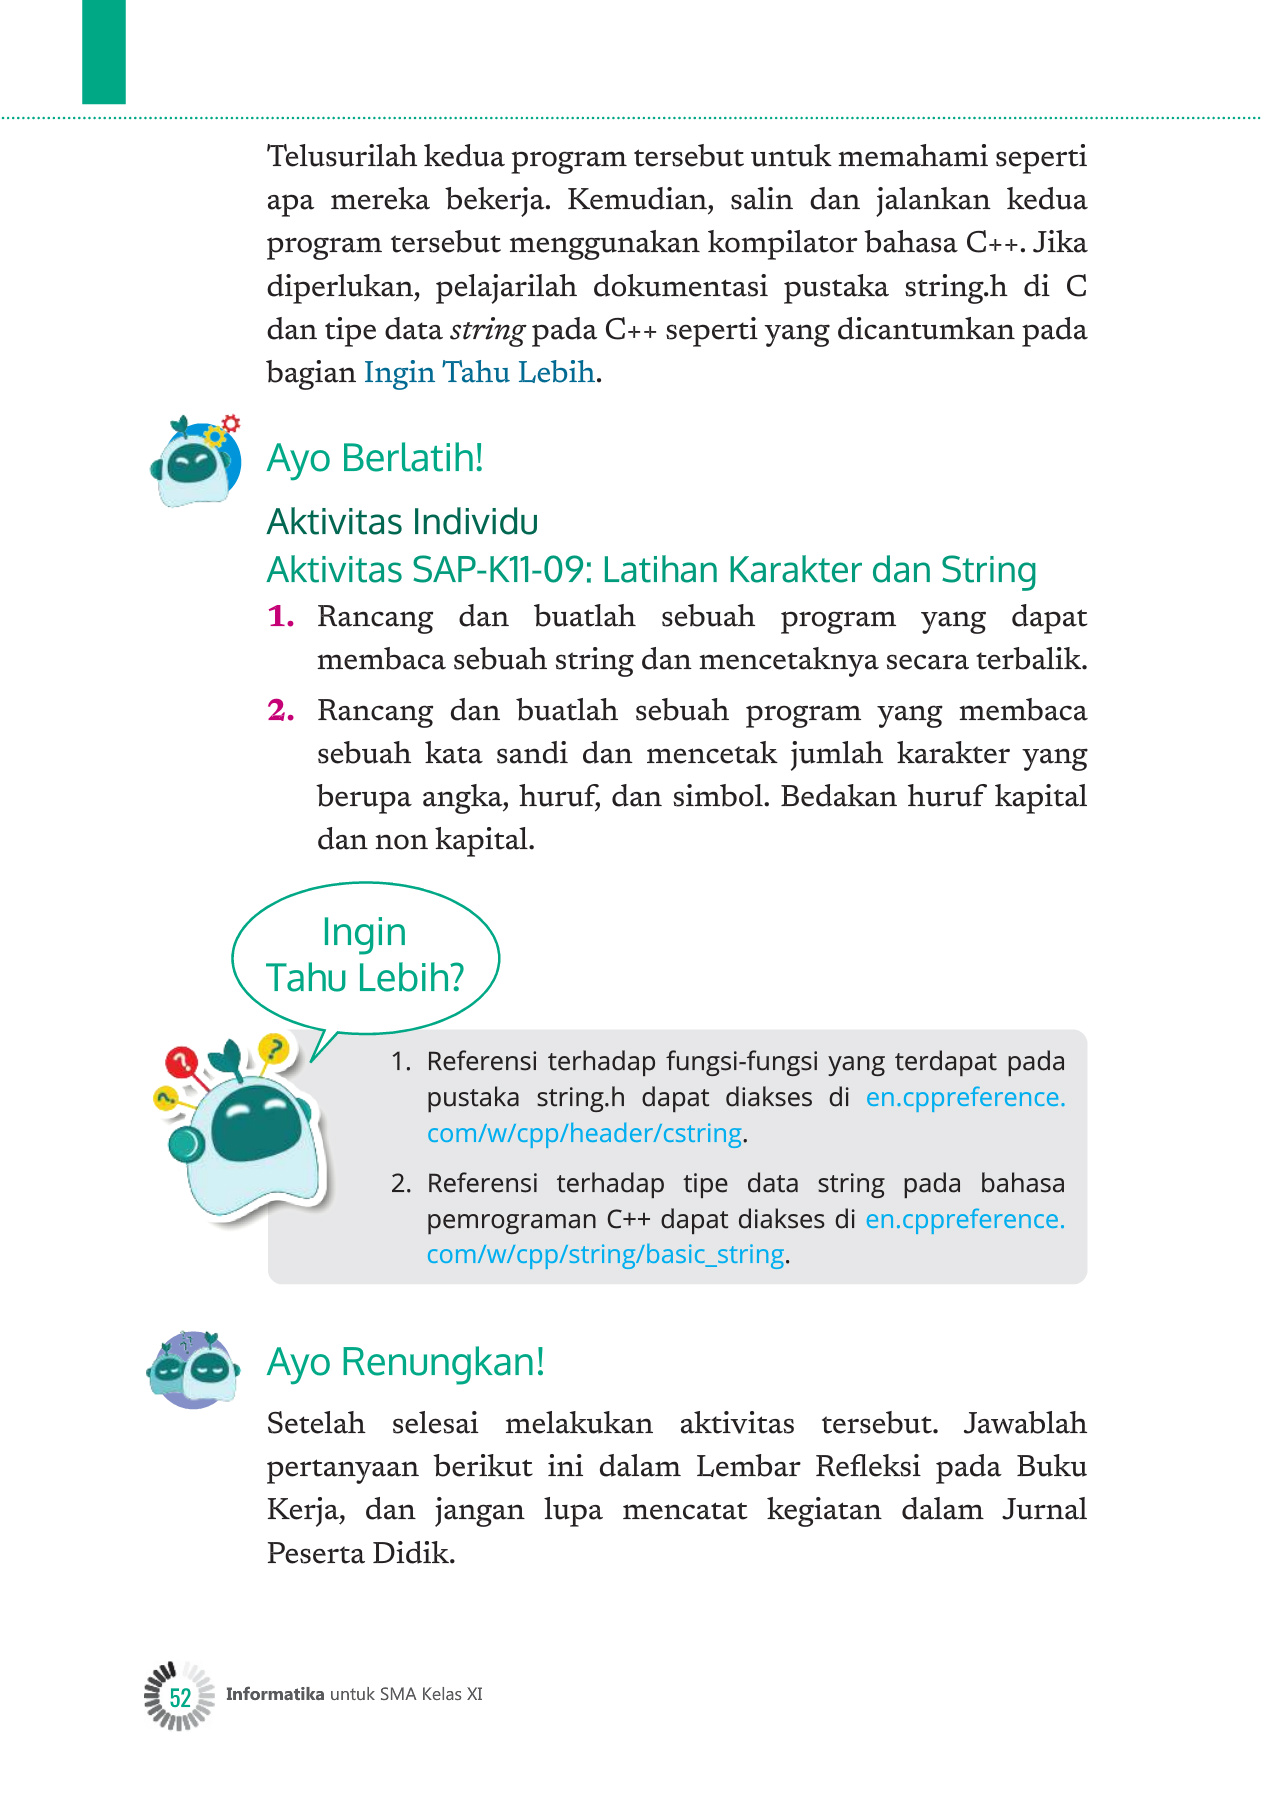 Telusurilah kedua program tersebut untuk memahami seperti
apa mereka bekerja. Kemudian, salin dan jalankan kedua
program tersebut menggunakan kompilator bahasa C++. Jika
diperlukan, pelajarilah dokumentasi pustaka string.h di C
dan tipe data string pada C++ seperti yang dicantumkan pada
bagian Ingin Tahu Lebih.
Ayo Berlatih!
Aktivitas Individu
Aktivitas SAP-K11-09: Latihan Karakter dan String
1. Rancang dan buatlah sebuah program yang dapat
membaca sebuah string dan mencetaknya secara terbalik.
2. Rancang dan buatlah sebuah program yang membaca
sebuah kata sandi dan mencetak jumlah karakter yang
berupa angka, huruf, dan simbol. Bedakan huruf kapital
dan non kapital.
Ingin
Tahu Lebih?
1. Referensi terhadap fungsi-fungsi yang terdapat pada
pustaka string.h dapat diakses di en.cppreference.
com/w/cpp/header/cstring.
2. Referensi terhadap tipe data string pada bahasa
pemrograman C++ dapat diakses di en.cppreference.
com/w/cpp/string/basic_string.
Ayo Renungkan!
Setelah selesai melakukan aktivitas tersebut. Jawablah
pertanyaan berikut ini dalam Lembar Refleksi pada Buku
Kerja, dan jangan lupa mencatat kegiatan dalam Jurnal
Peserta Didik.
52 Informatika untuk SMA Kelas XI